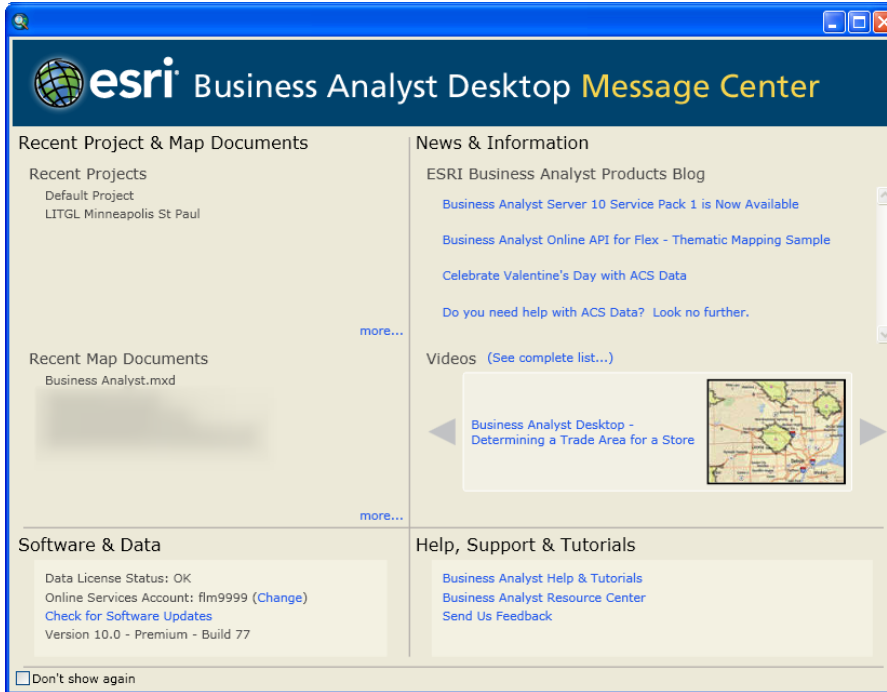 esri Business Analyst Desktop Message Center
Recent Project & Map Documents
Recent Projects
Default Project
LITGL Minneapolis St Paul
more...
Recent Map Documents
Business Analyst.mxd
more...
News & Information
ESRI Business Analyst Products Blog
Business Analyst Server 10 Service Pack 1 is Now Available
Business Analyst Online API for Flex - Thematic Mapping Sample
Celebrate Valentine's Day with ACS Data
Do you need help with ACS Data?  Look no further.
Videos (See complete list...)
Business Analyst Desktop -
Determining a Trade Area for a Store
Software & Data
Data License Status: OK
Online Services Account: flm9999 (Change)
Check for Software Updates
Version 10.0 - Premium - Build 77
Help, Support & Tutorials
Business Analyst Help & Tutorials
Business Analyst Resource Center
Send Us Feedback
Don't show again